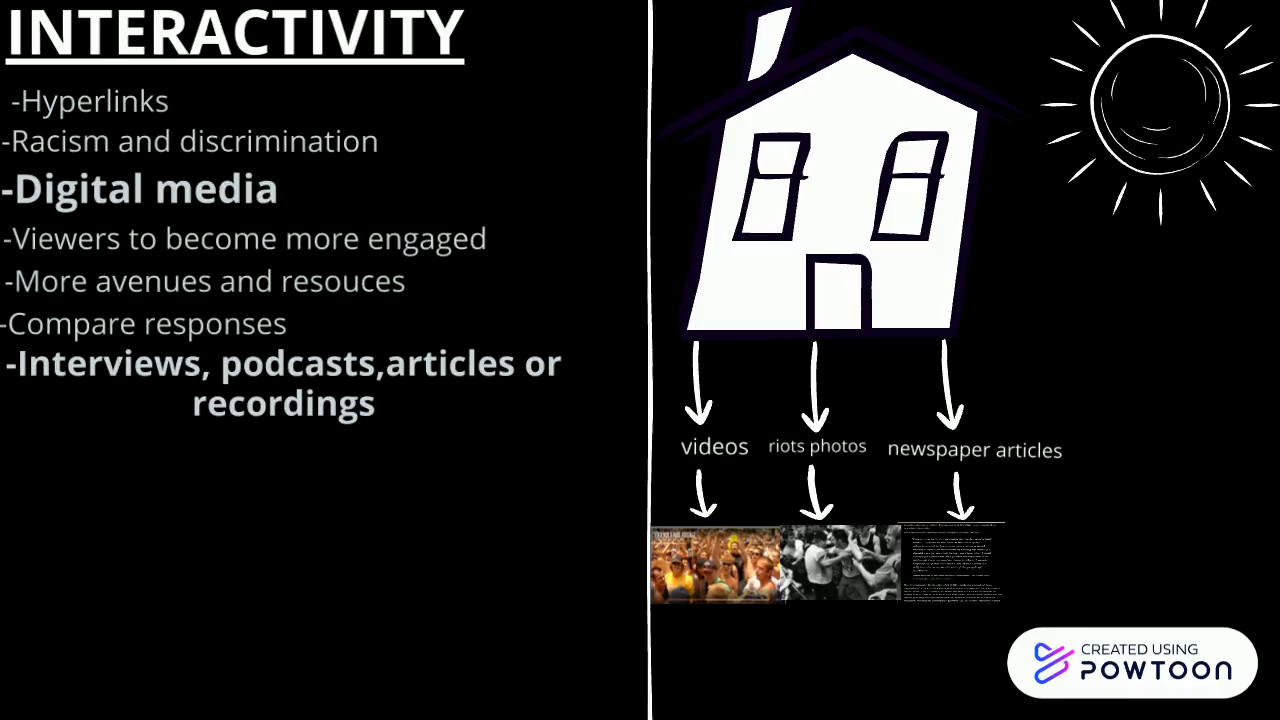 INTERACTIVITY
-Hyperlinks
-Racism and discrimination
-Digital media
-Viewers to become more engaged
-More avenues and resouces
-Compare responses
-Interviews, podcasts,articles or
recordings
videos
riots photos
newspaper articles
CREATED USING
POWTOON